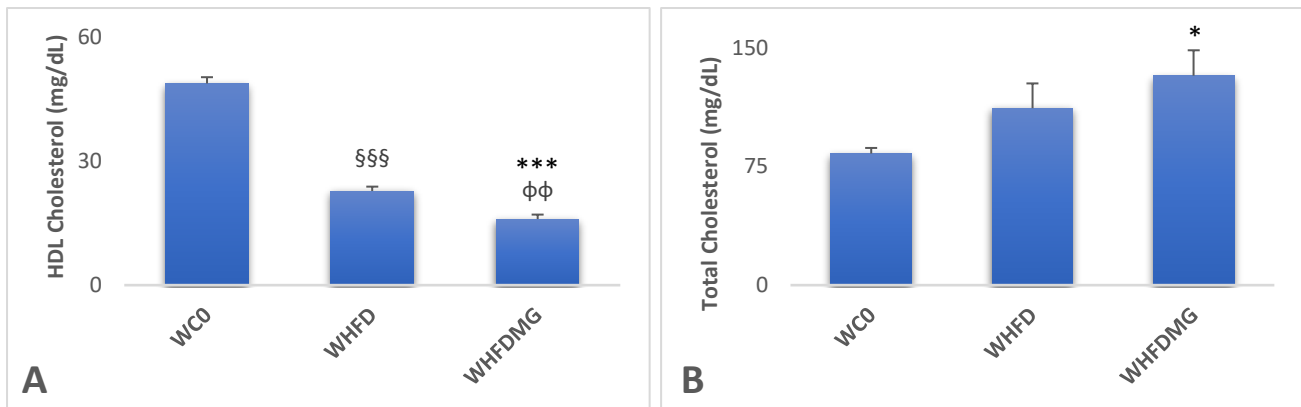 HDL Cholesterol (mg/dL)
60
30
0
§§§
***
ϕϕ
WC0
WHFD
WHFDMG
A
Total Cholesterol (mg/dL)
150
75
0
*
WC0
WHFD
WHFDMG
B